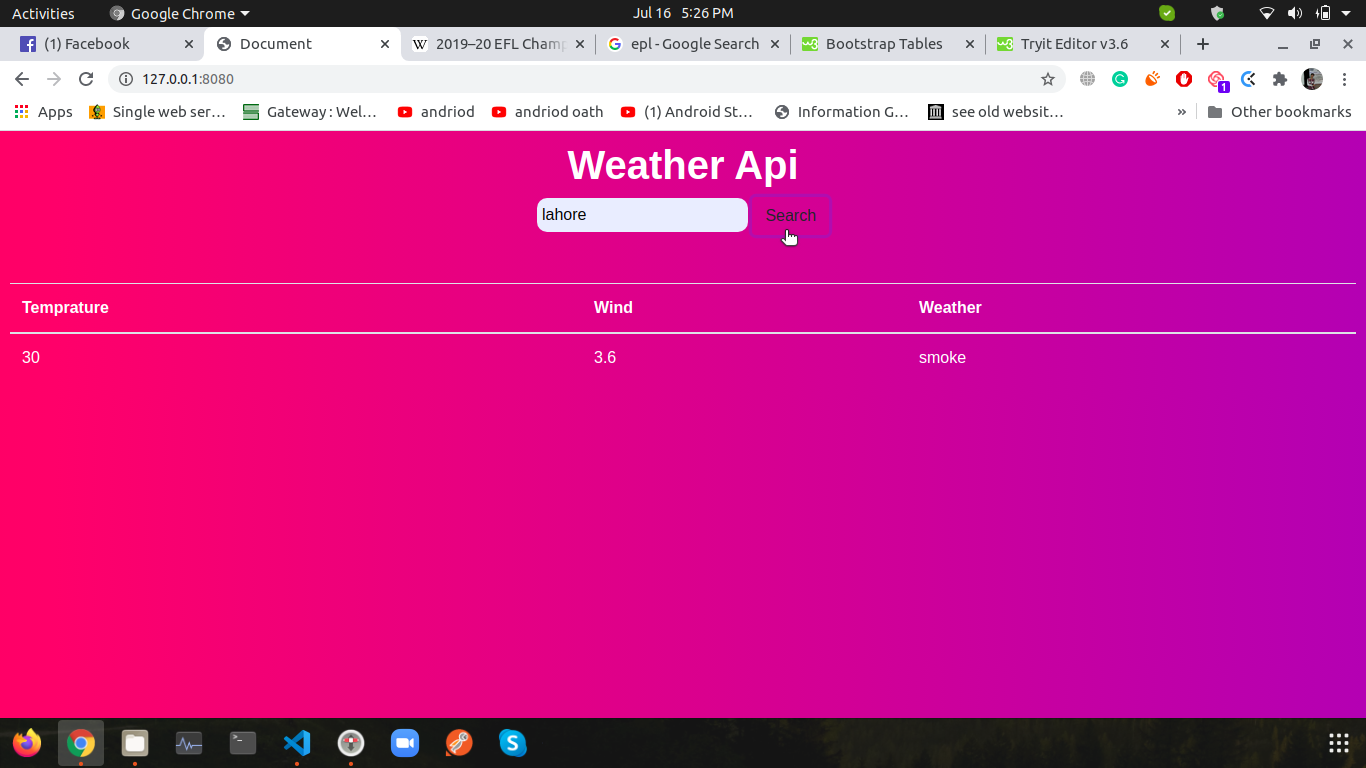 Activities Google Chrome Jul 16 5:26 PM
(1) Facebook Document 2019–20 EFL Champ epl - Google Search Bootstrap Tables Tryit Editor v3.6
127.0.0.1:8080 1
Apps Single web ser… Gateway : Wel… andriod andriod oath (1) Android St… Information G… see old websit… » Other bookmarks
Weather Api
lahore Search
Temprature Wind Weather
30 3.6 smoke